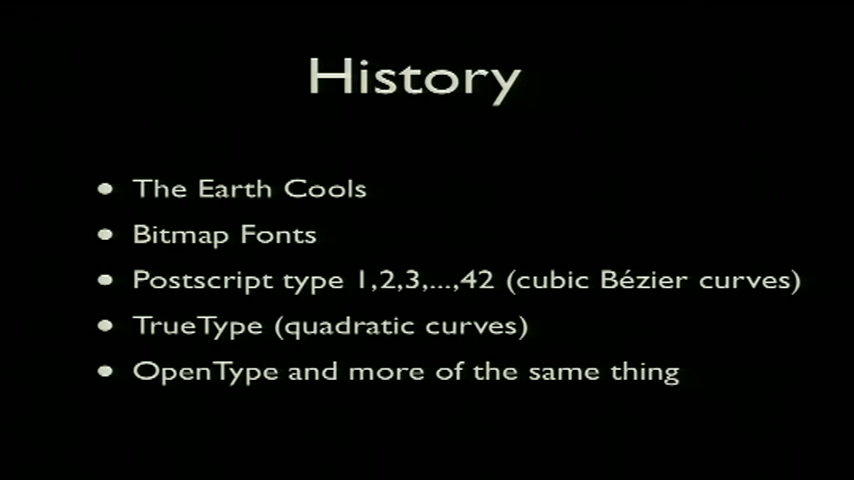 History
• The Earth Cools
• Bitmap Fonts
• Postscript type 1,2,3,...,42 (cubic Bézier curves)
• TrueType (quadratic curves)
• OpenType and more of the same thing